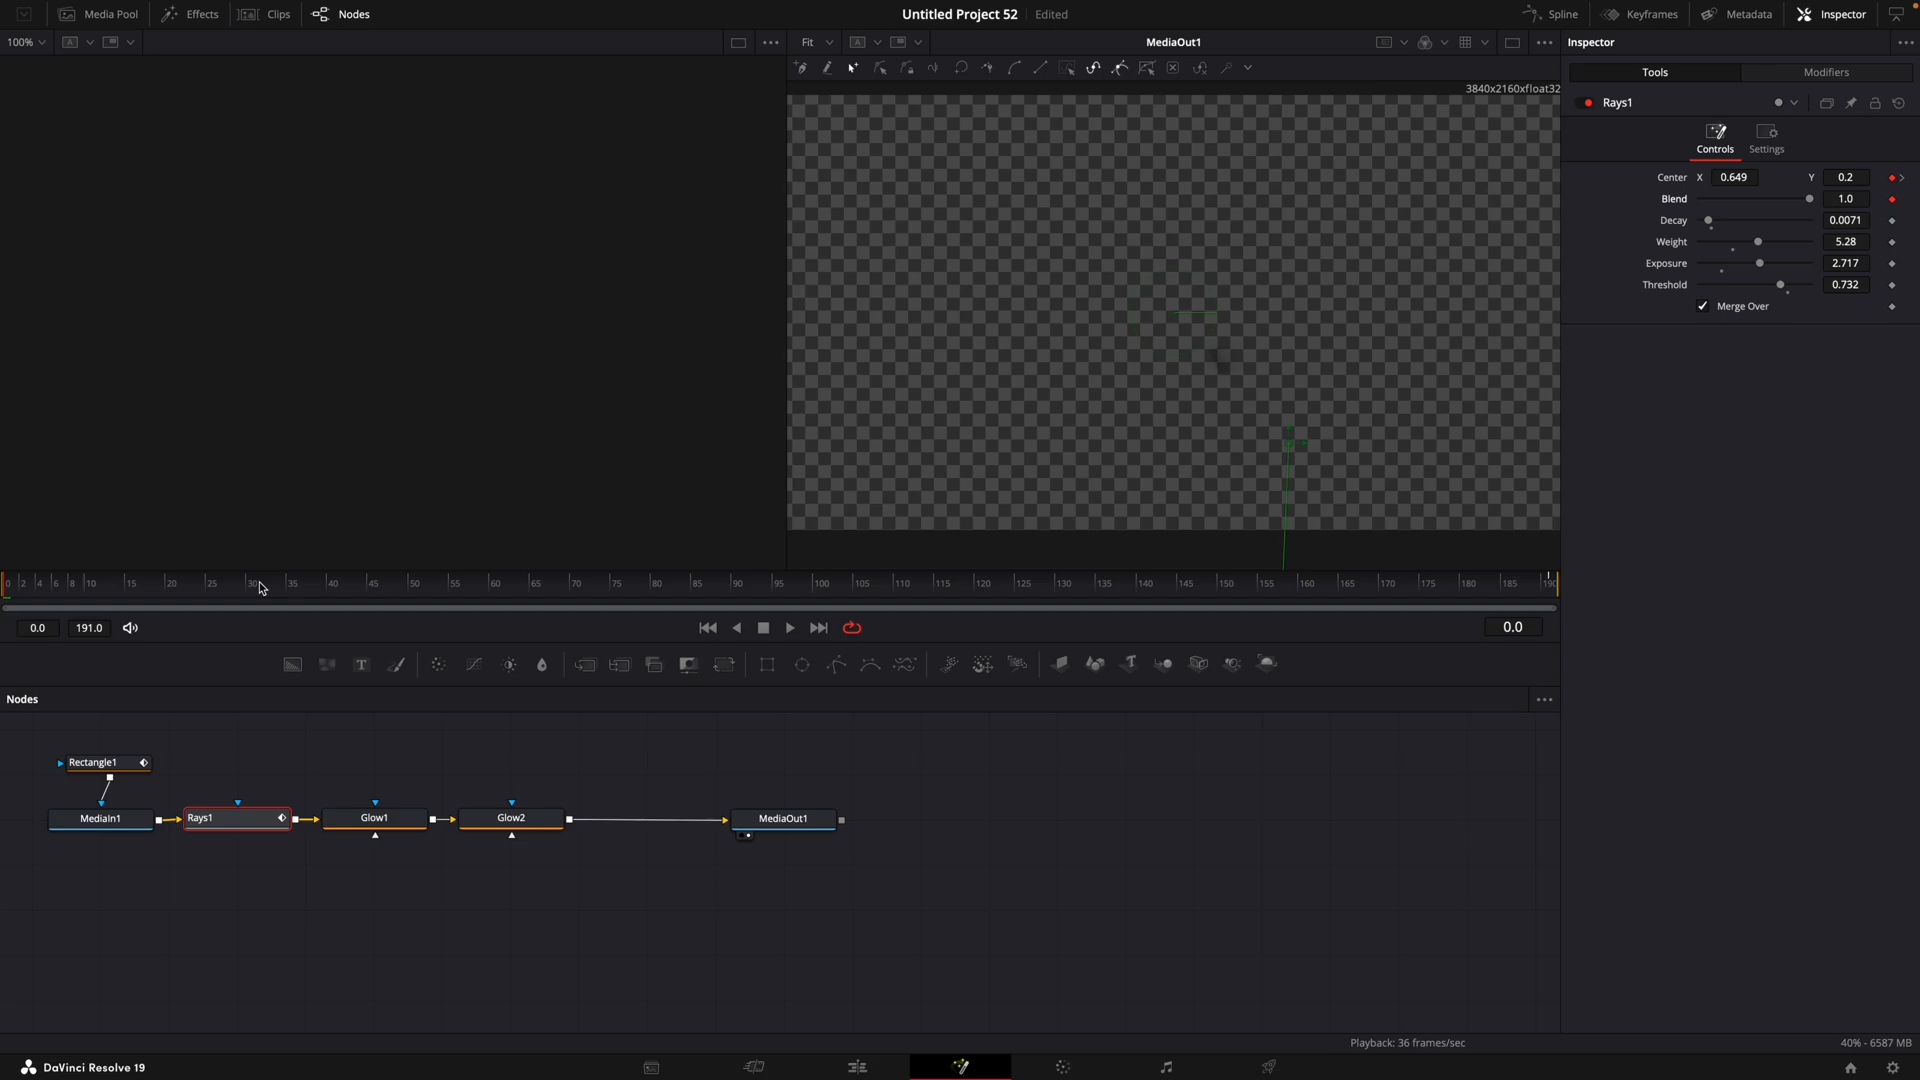 Media Pool Effects Clips Nodes Untitled Project 52 Edited Spline Keyframes Metadata Inspector
100% Fit MediaOut1 Inspector
Tools Modifiers
3840x2160xfloat32
Rays1
Controls Settings
Center X 0.649 Y 0.2
Blend 1.0
Decay 0.0071
Weight 5.28
Exposure 2.717
Threshold 0.732
Merge Over
0 2 4 6 8 10 15 20 25 30 35 40 45 50 55 60 65 70 75 80 85 90 95 100 105 110 115 120 125 130 135 140 145 150 155 160 165 170 175 180 185 190
0.0 191.0 0.0
Nodes
Rectangle1
MediaIn1 Rays1 Glow1 Glow2 MediaOut1
Playback: 36 frames/sec 40% - 6587 MB
DaVinci Resolve 19